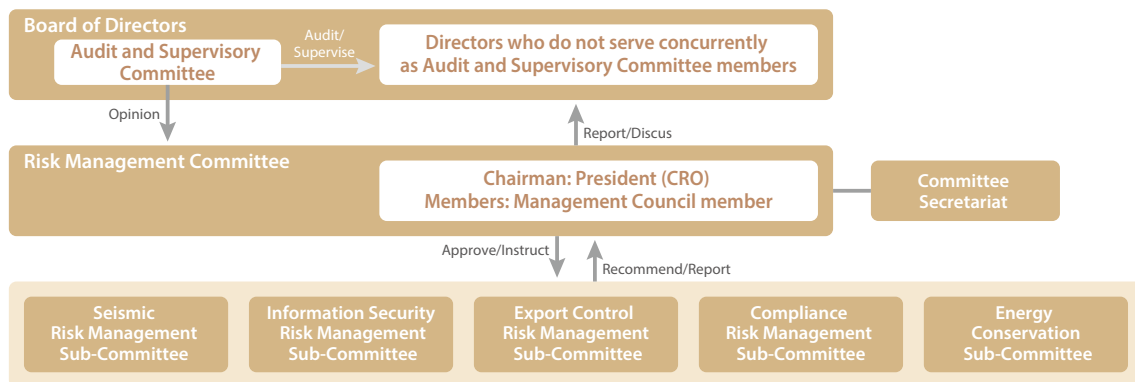 Board of Directors
Audit and Supervisory
Committee
Audit/
Supervise
Directors who do not serve concurrently
as Audit and Supervisory Committee members
Opinion
Report/Discus
Risk Management Committee
Chairman: President (CRO)
Members: Management Council member
Committee
Secretariat
Approve/Instruct
Recommend/Report
Seismic
Risk Management
Sub-Committee
Information Security
Risk Management
Sub-Committee
Export Control
Risk Management
Sub-Committee
Compliance
Risk Management
Sub-Committee
Energy
Conservation
Sub-Committee